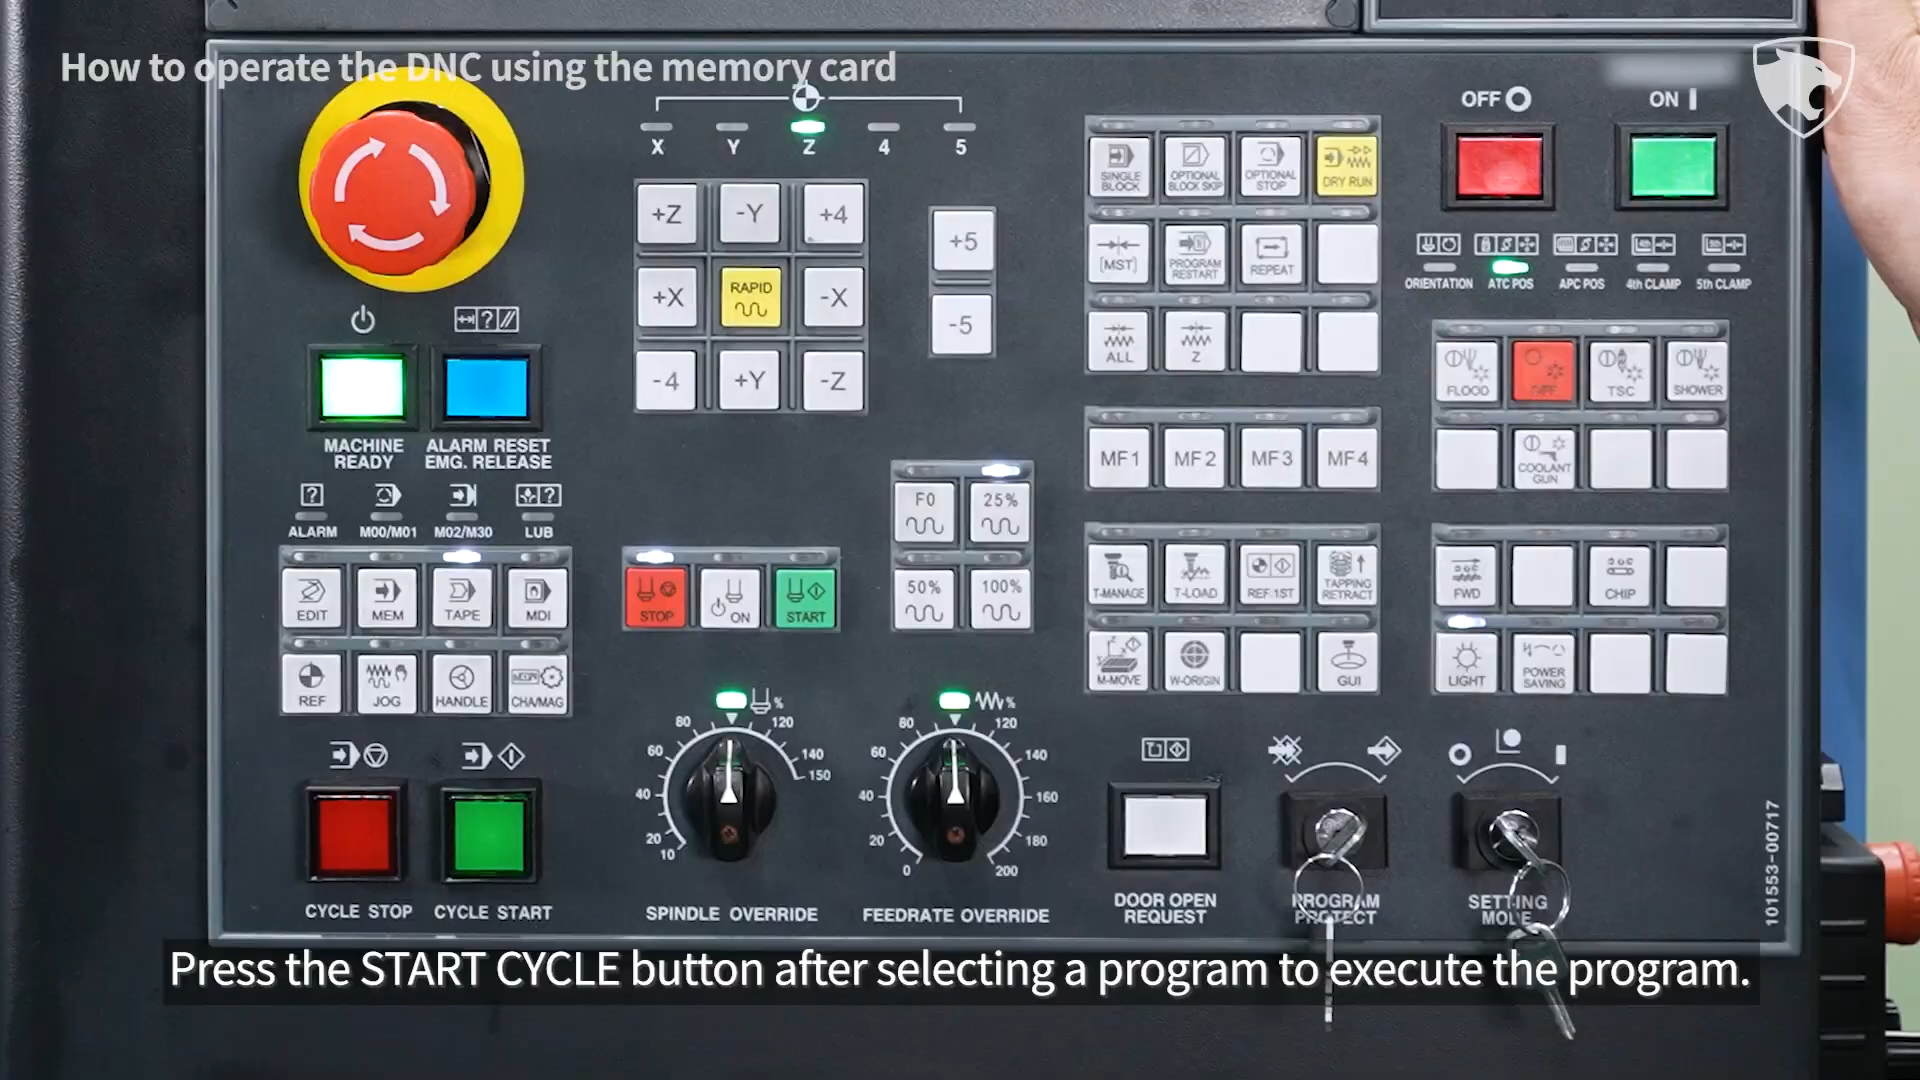 How to operate the DNC using the memory card
X Y Z 4 5
OFF ON
+Z -Y +4
+X RAPID -X
-4 +Y -Z
+5
-5
SINGLE BLOCK
OPTIONAL BLOCK SKIP
OPTIONAL STOP
DRY RUN
[MST]
PROGRAM RESTART
REPEAT
ALL
Z
ORIENTATION ATC POS APC POS 4th CLAMP 5th CLAMP
FLOOD
OFF
TSC
SHOWER
COOLANT GUN
MACHINE READY
ALARM RESET
EMG. RELEASE
MF1 MF2 MF3 MF4
ALARM M00/M01 M02/M30 LUB
F0 25%
50% 100%
EDIT MEM TAPE MDI
REF JOG HANDLE CHA/MAG
STOP ON START
T-MANAGE T-LOAD REF.1ST TAPPING RETRACT
M-MOVE W-ORIGIN GUI
FWD CHIP
LIGHT POWER SAVING
%
10 20 40 60 80 120 140 150
%
0 20 40 60 80 120 140 160 180 200
CYCLE STOP CYCLE START
SPINDLE OVERRIDE
FEEDRATE OVERRIDE
DOOR OPEN
REQUEST
PROGRAM
PROTECT
SETTING
MODE
101553-00717
Press the START CYCLE button after selecting a program to execute the program.